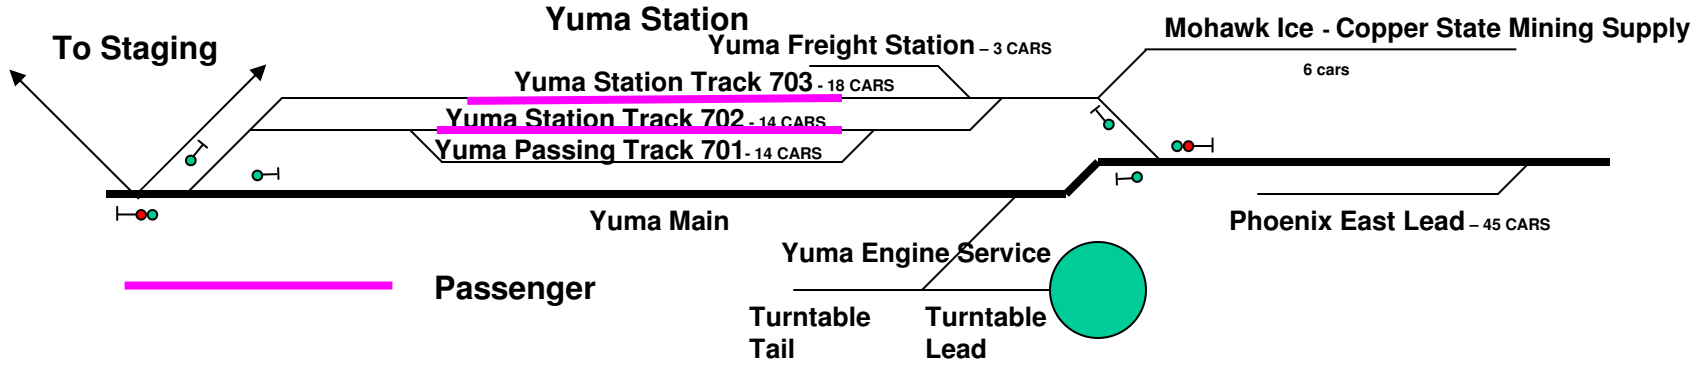 Yuma Station
To Staging
Mohawk Ice - Copper State Mining Supply
Yuma Freight Station – 3 CARS
6 cars
Yuma Station Track 703 - 18 CARS
Yuma Station Track 702 - 14 CARS
Yuma Passing Track 701- 14 CARS
Yuma Main
Phoenix East Lead – 45 CARS
Yuma Engine Service
Passenger
Turntable
Tail
Turntable
Lead